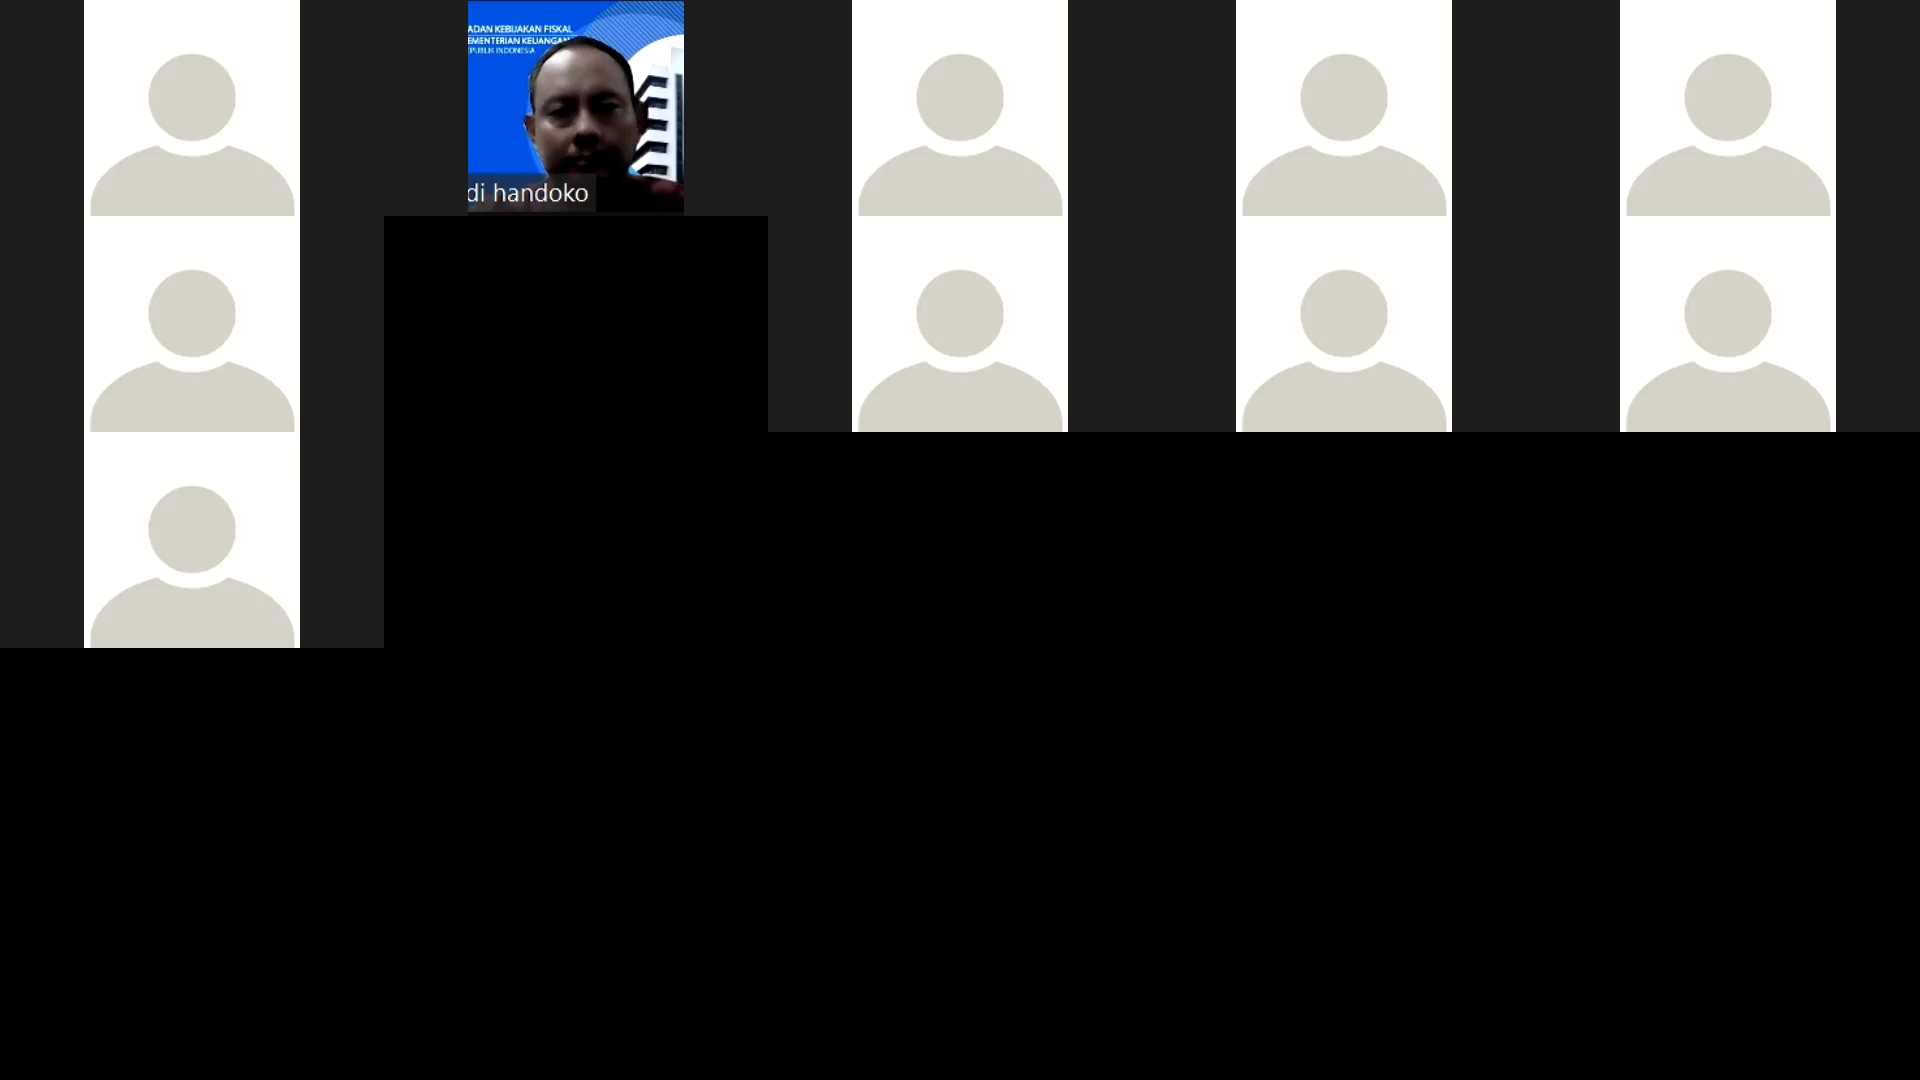 ADAN KEBIJAKAN FISKAL
EMENTERIAN KEUANGAN
EPUBLIK INDONESIA
di handoko